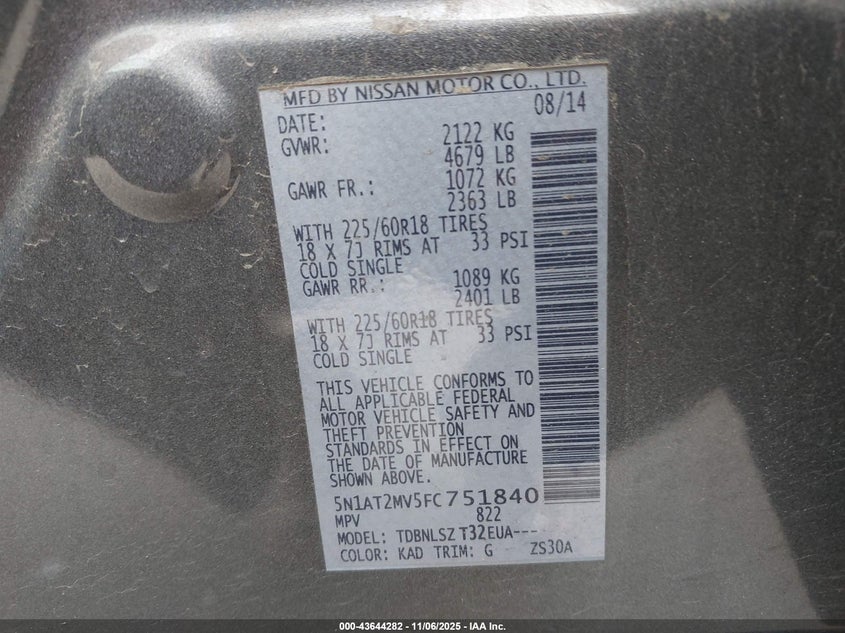 MFD BY NISSAN MOTOR CO., LTD.
DATE: 08/14
GVWR: 2122 KG
4679 LB
GAWR FR.: 1072 KG
2363 LB
WITH 225/60R18 TIRES
18 X 7J RIMS AT 33 PSI
COLD SINGLE
GAWR RR.: 1089 KG
2401 LB
WITH 225/60R18 TIRES
18 X 7J RIMS AT 33 PSI
COLD SINGLE
THIS VEHICLE CONFORMS TO
ALL APPLICABLE FEDERAL
MOTOR VEHICLE SAFETY AND
THEFT PREVENTION
STANDARDS IN EFFECT ON
THE DATE OF MANUFACTURE
SHOWN ABOVE.
5N1AT2MV5FC751840
MPV 822
MODEL: TDBNLSZ T32EUA---
COLOR: KAD TRIM: G ZS30A
000-43644282 - 11/06/2025 - IAA Inc.